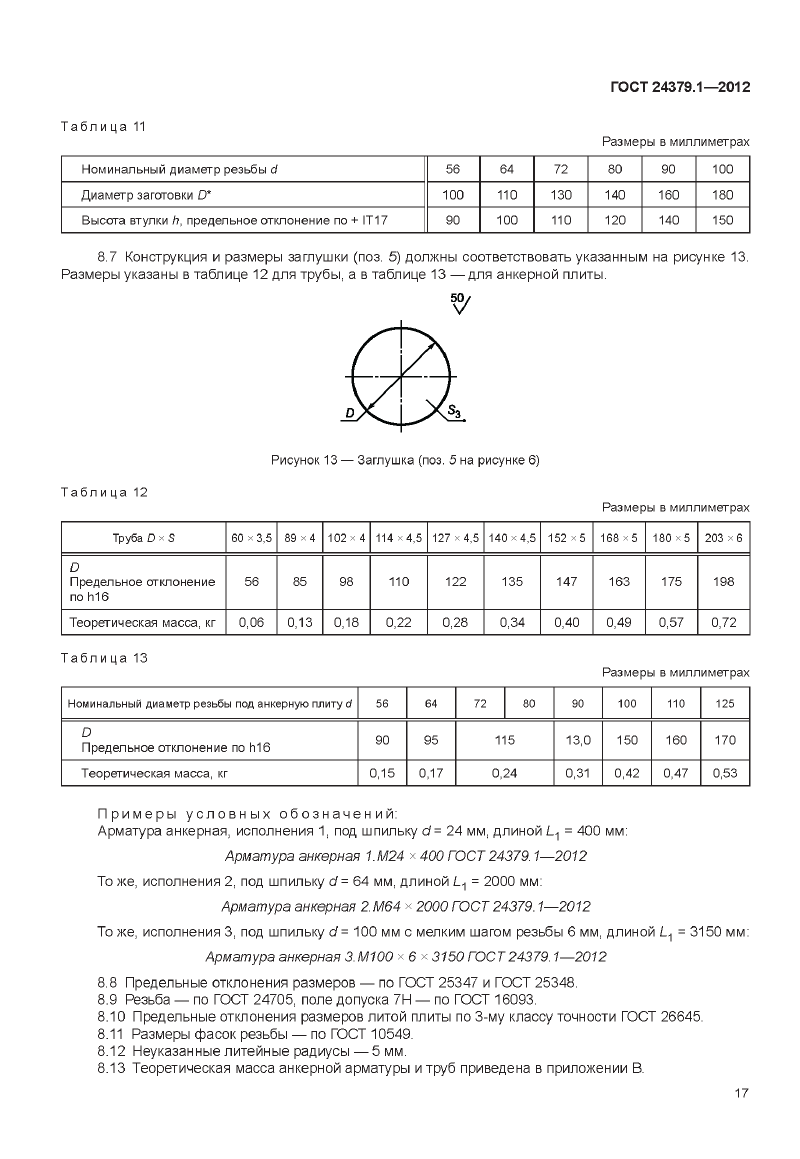 ГОСТ 24379.1—2012
Таблица 11
Размеры в миллиметрах
Номинальный диаметр резьбы d 56 64 72 80 90 100
Диаметр заготовки D* 100 110 130 140 160 180
Высота втулки h, предельное отклонение по + IT17 90 100 110 120 140 150
8.7 Конструкция и размеры заглушки (поз. 5) должны соответствовать указанным на рисунке 13.
Размеры указаны в таблице 12 для трубы, а в таблице 13 — для анкерной плиты.
50
D S3
Рисунок 13 — Заглушка (поз. 5 на рисунке 6)
Таблица 12
Размеры в миллиметрах
Труба D × S 60 × 3,5 89 × 4 102 × 4 114 × 4,5 127 × 4,5 140 × 4,5 152 × 5 168 × 5 180 × 5 203 × 6
D
Предельное отклонение 56 85 98 110 122 135 147 163 175 198
по h16
Теоретическая масса, кг 0,06 0,13 0,18 0,22 0,28 0,34 0,40 0,49 0,57 0,72
Таблица 13
Размеры в миллиметрах
Номинальный диаметр резьбы под анкерную плиту d 56 64 72 80 90 100 110 125
D
Предельное отклонение по h16 90 95 115 13,0 150 160 170
Теоретическая масса, кг 0,15 0,17 0,24 0,31 0,42 0,47 0,53
Примеры условных обозначений:
Арматура анкерная, исполнения 1, под шпильку d = 24 мм, длиной L1 = 400 мм:
Арматура анкерная 1.М24 × 400 ГОСТ 24379.1—2012
То же, исполнения 2, под шпильку d = 64 мм, длиной L1 = 2000 мм:
Арматура анкерная 2.М64 × 2000 ГОСТ 24379.1—2012
То же, исполнения 3, под шпильку d = 100 мм с мелким шагом резьбы 6 мм, длиной L1 = 3150 мм:
Арматура анкерная 3.М100 × 6 × 3150 ГОСТ 24379.1—2012
8.8 Предельные отклонения размеров — по ГОСТ 25347 и ГОСТ 25348.
8.9 Резьба — по ГОСТ 24705, поле допуска 7Н — по ГОСТ 16093.
8.10 Предельные отклонения размеров литой плиты по 3-му классу точности ГОСТ 26645.
8.11 Размеры фасок резьбы — по ГОСТ 10549.
8.12 Неуказанные литейные радиусы — 5 мм.
8.13 Теоретическая масса анкерной арматуры и труб приведена в приложении В.
17